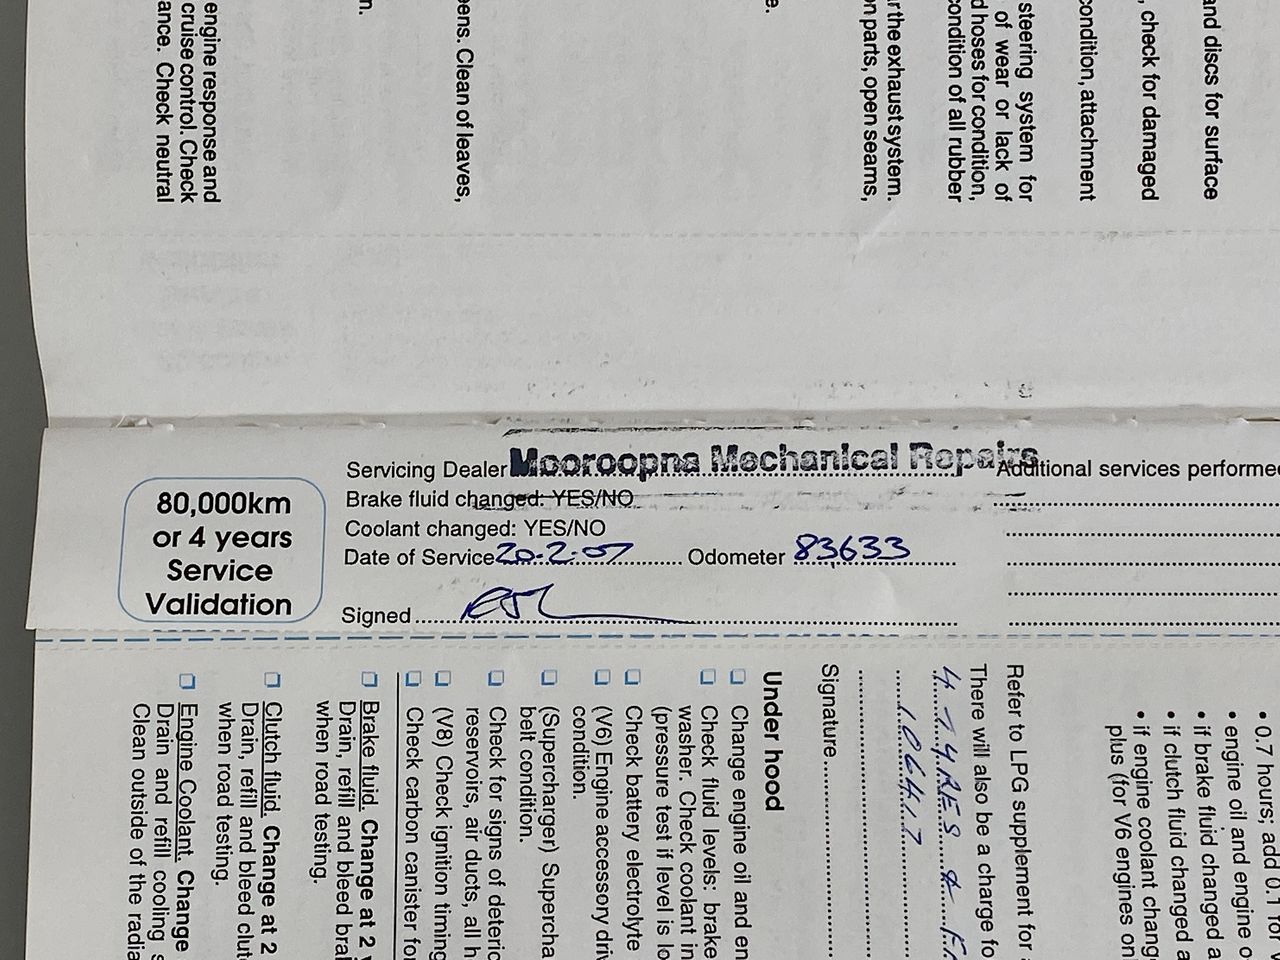 engine response and
cruise control. Check
ance. Check neutral
n.
eens. Clean of leaves,
e.
r the exhaust system.
n parts, open seams,
steering system for
of wear or lack of
d hoses for condition,
condition of all rubber
condition, attachment
, check for damaged
and discs for surface
80,000km
or 4 years
Service
Validation
Servicing Dealer Mooroopna Mechanical Repairs
Brake fluid changed: YES/NO
Coolant changed: YES/NO
Date of Service 20-2-07 Odometer 83633
Signed
Additional services performe
• 0.7 hours; add 0.1 for
• engine oil and engine o
• if brake fluid changed a
• if clutch fluid changed a
• if engine coolant chang
plus (for V6 engines on
Refer to LPG supplement for
There will also be a charge fo
4 TYRES &
106417
Signature
Under hood
Change engine oil and en
Check fluid levels: brake
washer. Check coolant in
(pressure test if level is lo
Check battery electrolyte
(V6) Engine accessory driv
condition.
(Supercharger) Supercha
belt condition.
Check for signs of deteric
reservoirs, air ducts, all h
(V8) Check ignition timing
Check carbon canister for
Brake fluid. Change at 2 y
Drain, refill and bleed brak
when road testing.
Clutch fluid. Change at 2
Drain, refill and bleed clut
when road testing.
Engine Coolant. Change
Drain and refill cooling s
Clean outside of the radia